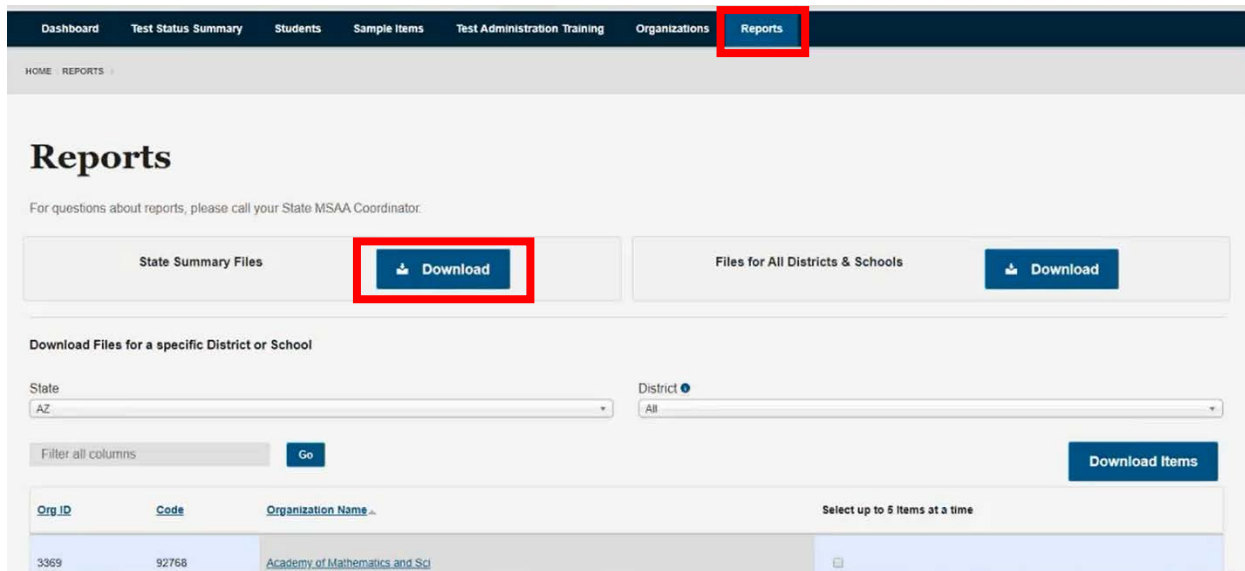 Dashboard Test Status Summary Students Sample Items Test Administration Training Organizations Reports
HOME REPORTS
Reports
For questions about reports, please call your State MSAA Coordinator.
State Summary Files Download Files for All Districts & Schools Download
Download Files for a specific District or School
State District
AZ All
Filter all columns Go Download Items
Org ID Code Organization Name Select up to 5 Items at a time
3369 92768 Academy of Mathematics and Sci